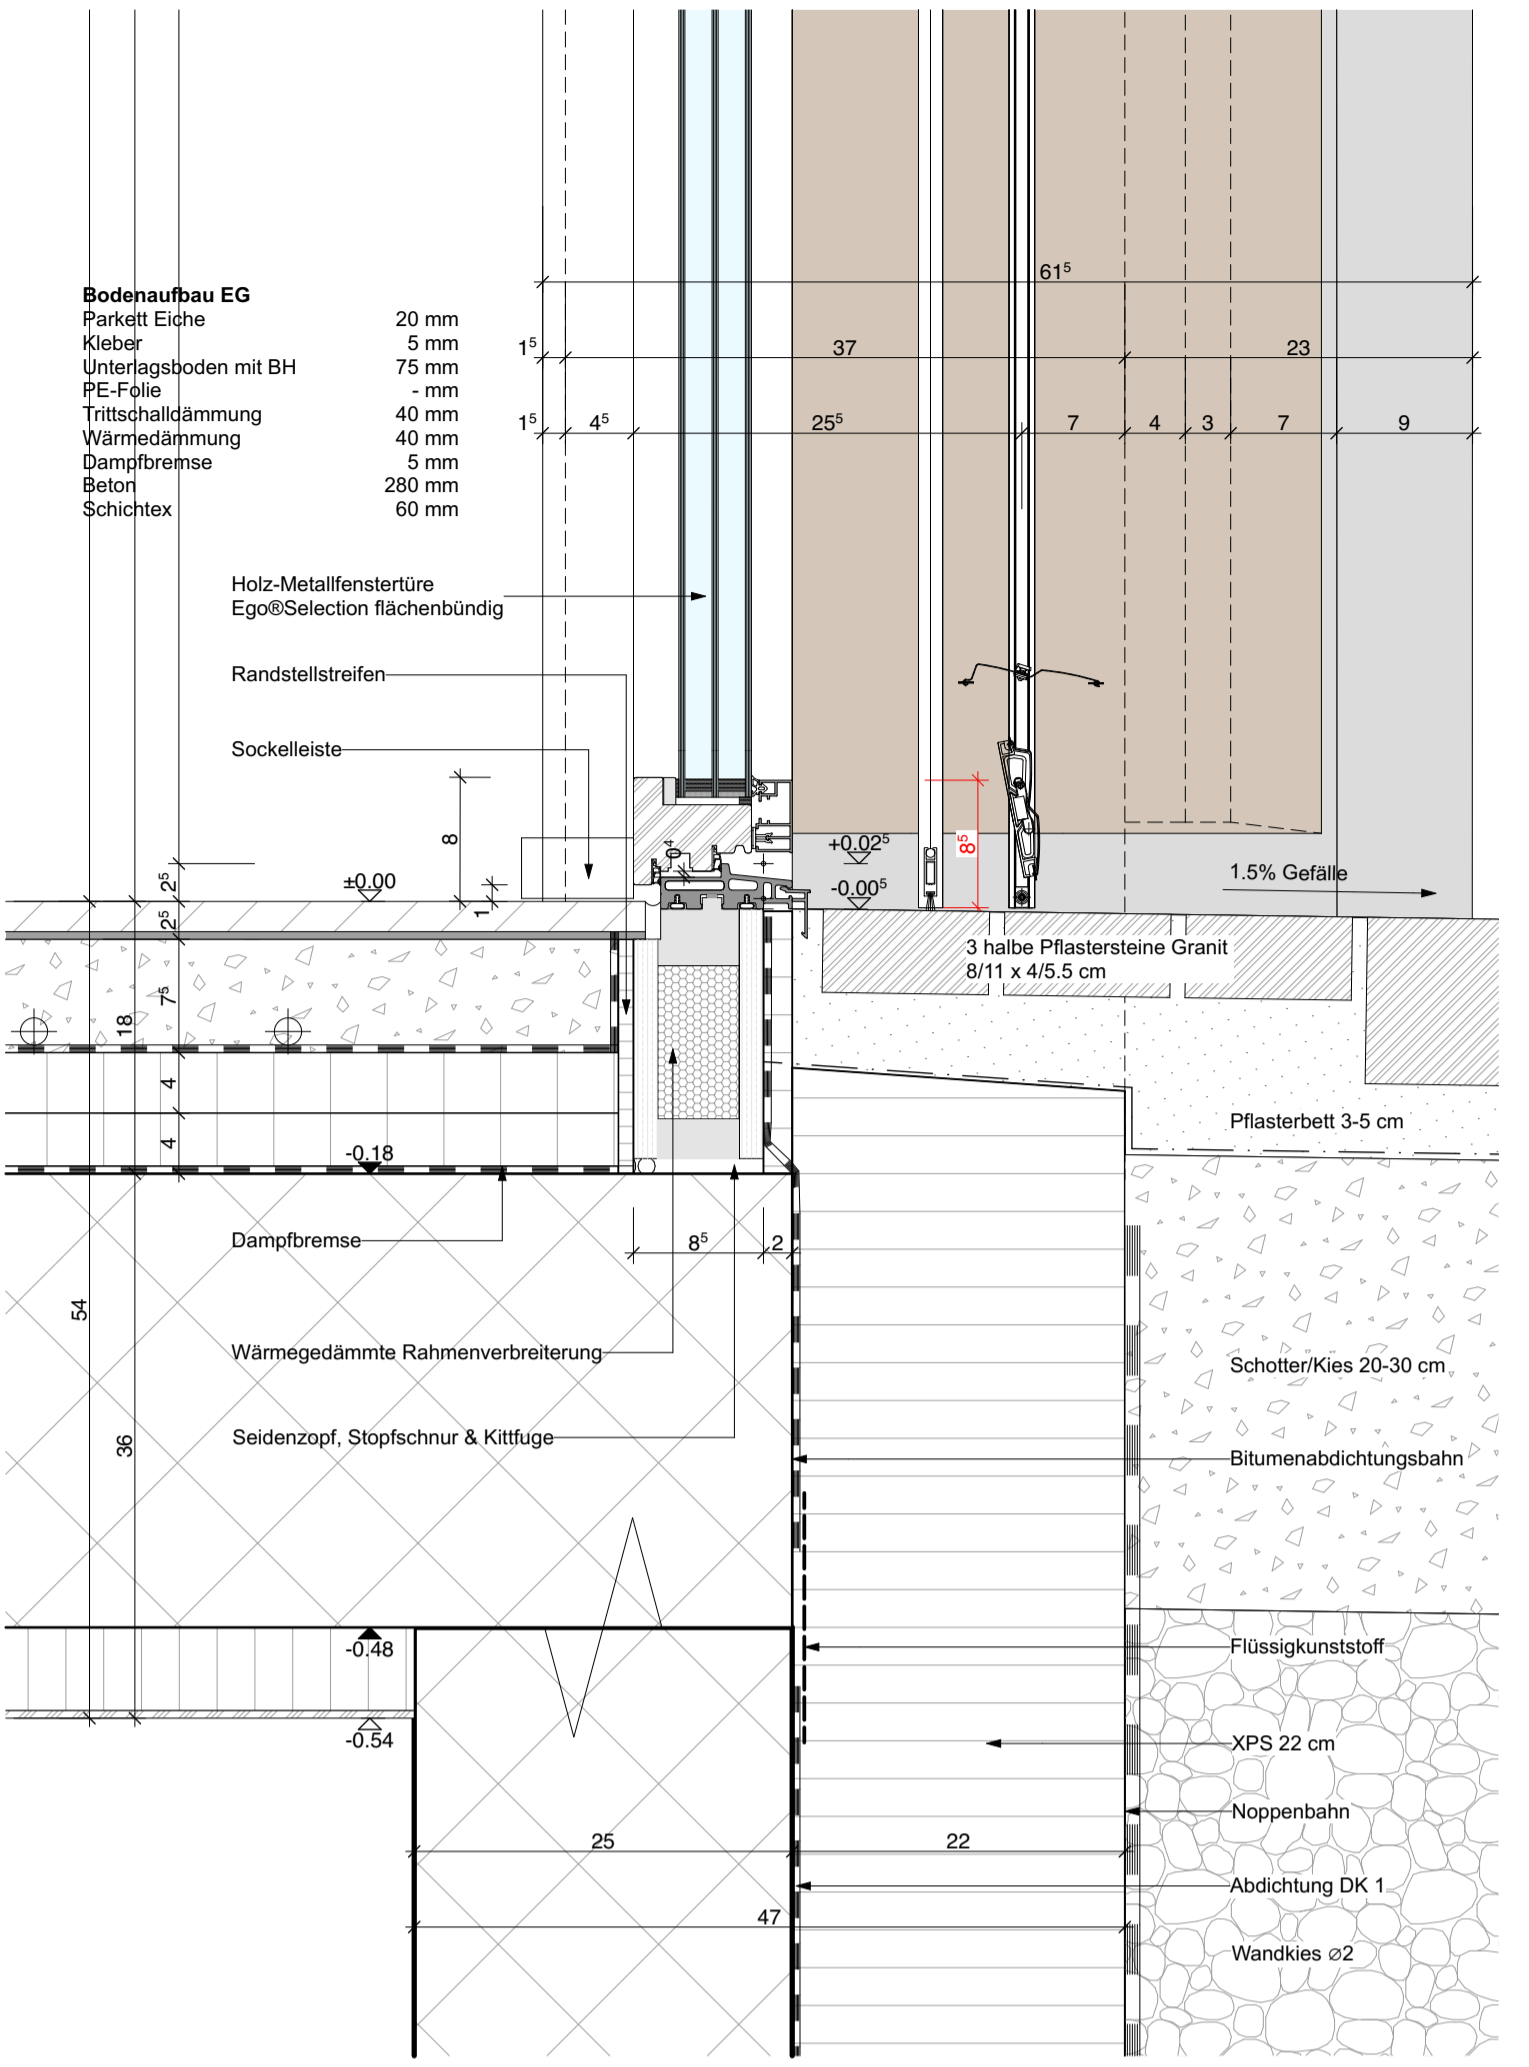 61⁵
Bodenaufbau EG
Parkett Eiche 20 mm
Kleber 5 mm
Unterlagsboden mit BH 75 mm
PE-Folie - mm
Trittschalldämmung 40 mm
Wärmedämmung 40 mm
Dampfbremse 5 mm
Beton 280 mm
Schichtex 60 mm
1⁵ 37 23
1⁵ 4⁵ 25⁵ 7 4 3 7 9
Holz-Metallfenstertüre
Ego®Selection flächenbündig
Randstellstreifen
Sockelleiste
8
0⁴
8⁵
+0.02⁵
-0.00⁵
1.5% Gefälle
±0.00
2⁵
1
2⁵
3 halbe Pflastersteine Granit
8/11 x 4/5.5 cm
7⁵
18
4
4
-0.18
Pflasterbett 3-5 cm
Dampfbremse
8⁵ 2
54
Wärmegedämmte Rahmenverbreiterung
Schotter/Kies 20-30 cm
36
Seidenzopf, Stopfschnur & Kittfuge
Bitumenabdichtungsbahn
-0.48
Flüssigkunststoff
-0.54
XPS 22 cm
Noppenbahn
25 22
Abdichtung DK 1
47
Wandkies ⌀2